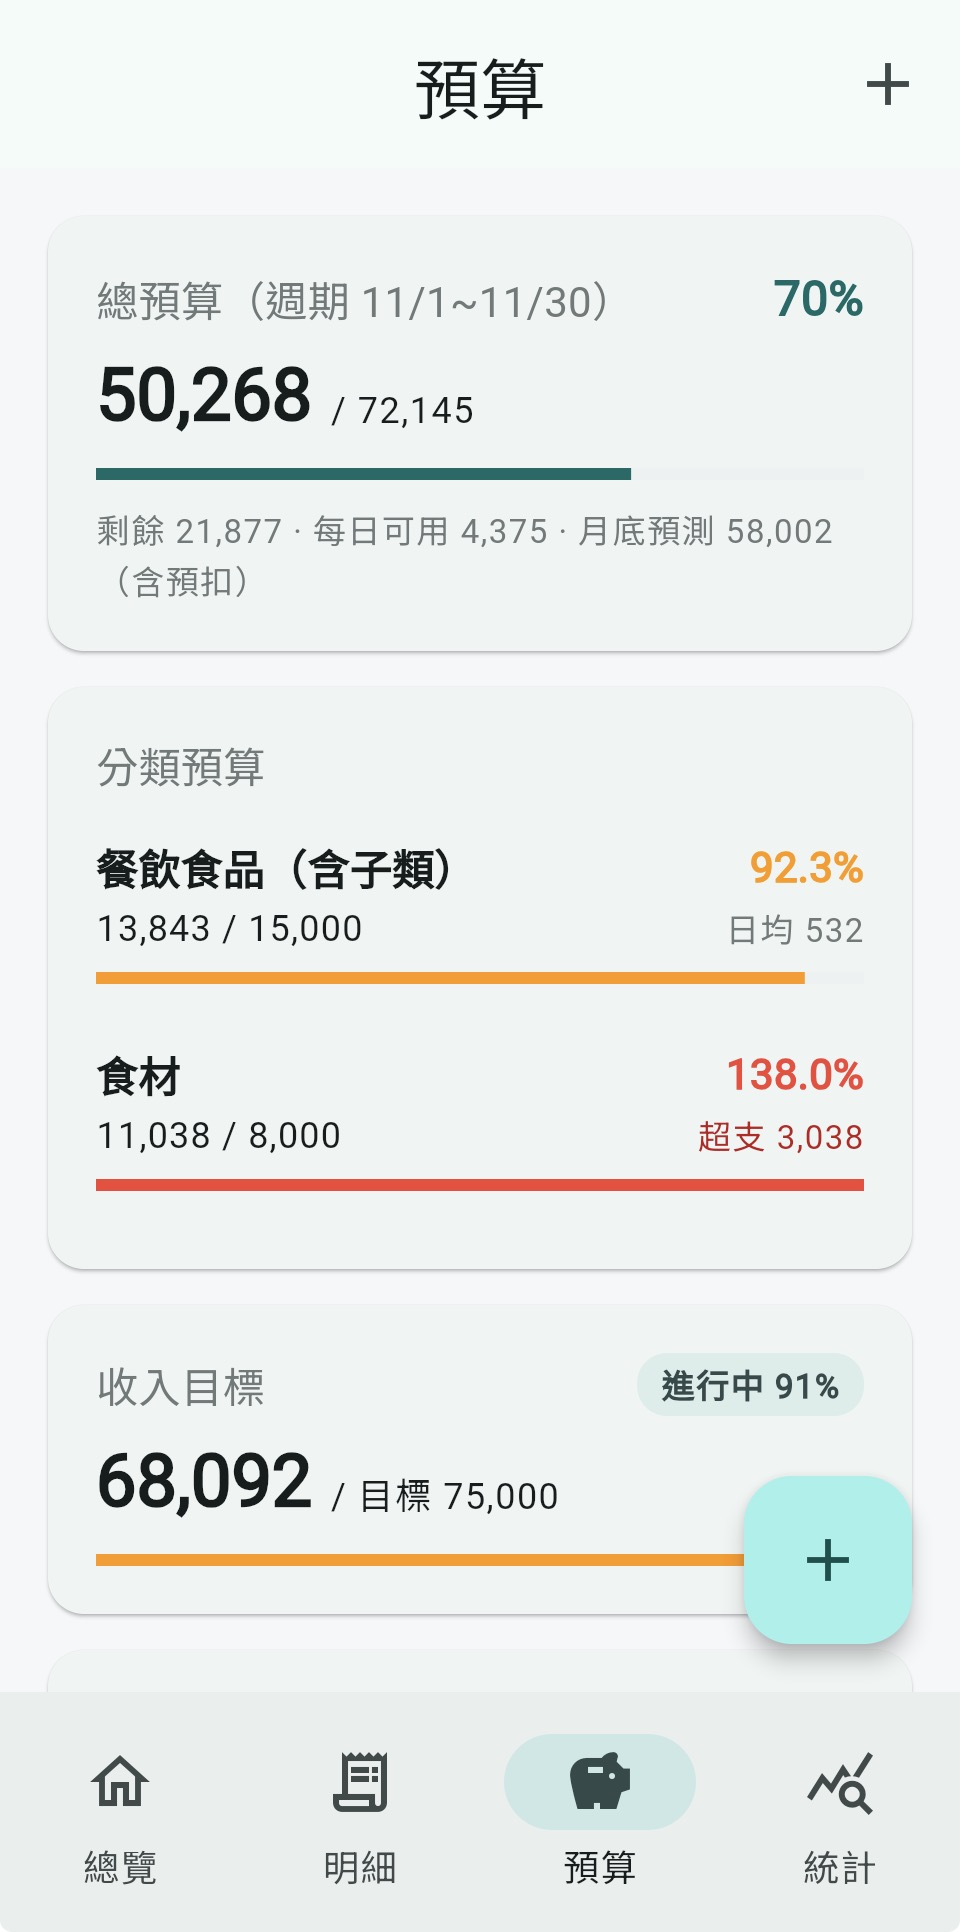 預算
總預算（週期 11/1~11/30） 70%
50,268 / 72,145
剩餘 21,877 · 每日可用 4,375 · 月底預測 58,002
（含預扣）
分類預算
餐飲食品（含子類） 92.3%
13,843 / 15,000 日均 532
食材 138.0%
11,038 / 8,000 超支 3,038
收入目標 進行中 91%
68,092 / 目標 75,000
總覽 明細 預算 統計